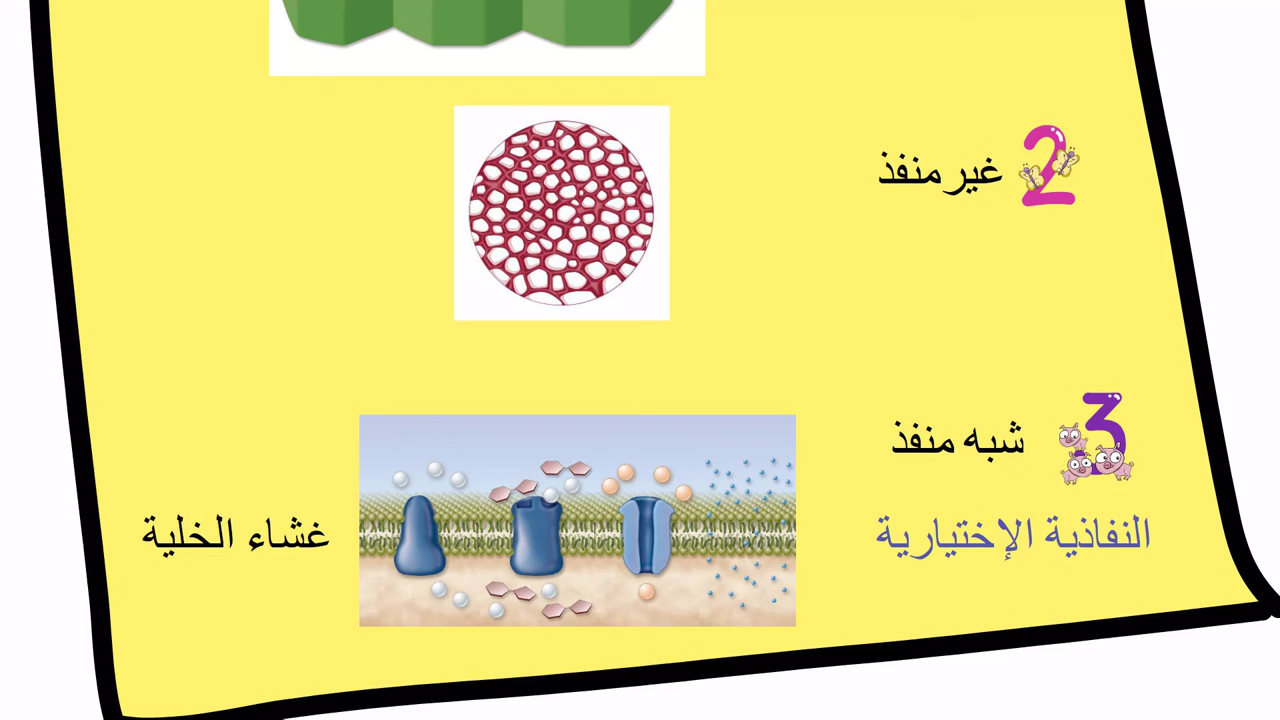 2 غير منفذ
3 شبه منفذ
النفاذية الإختيارية
غشاء الخلية